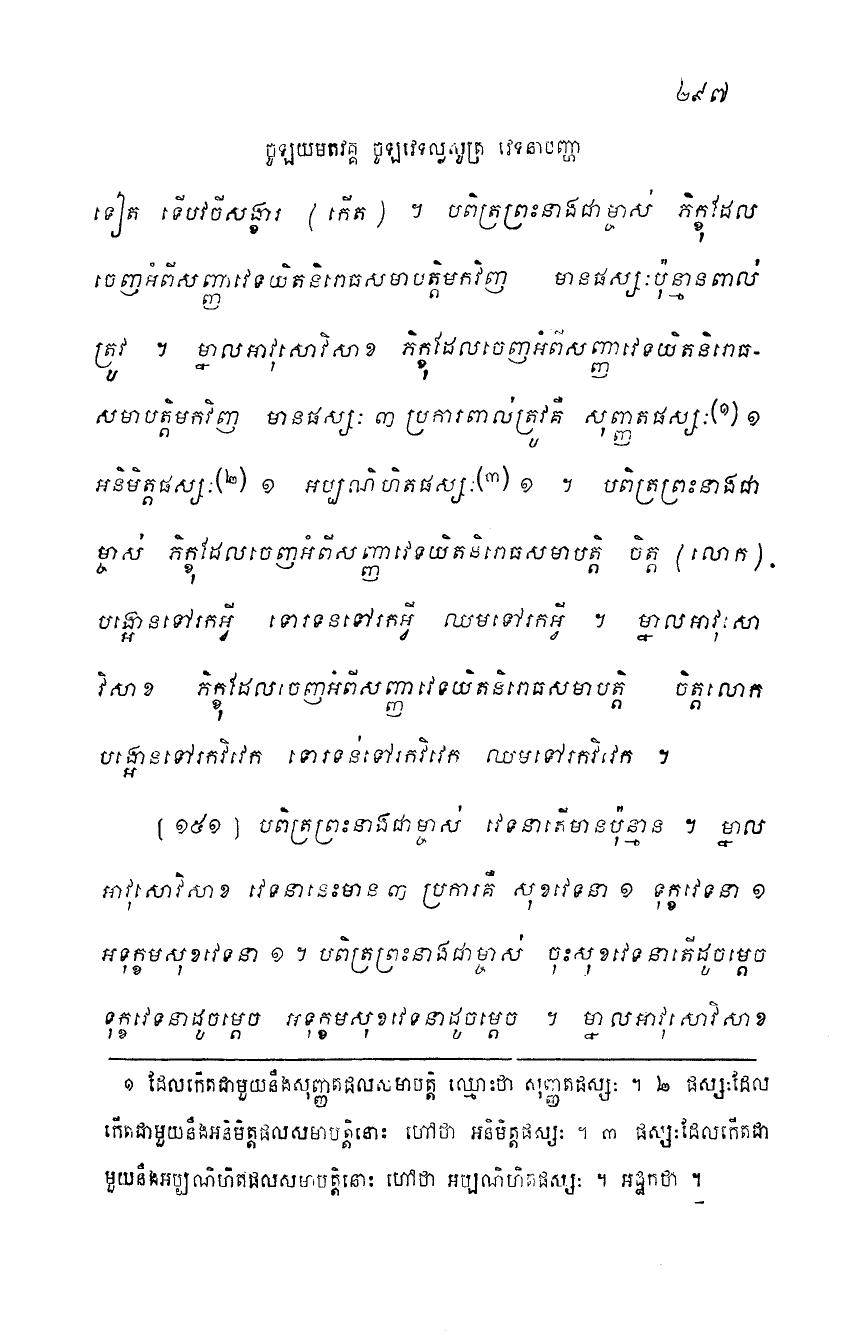 ២៩៧
ចូឡយមកវគ្គ ចូឡវេទល្លសូត្រ វេទនាបញ្ហា
ទៀត ទើបវចីសង្ខារ (កើត) ។ បពិត្រព្រះនាងជាម្ចាស់ ភិក្ខុដែល
ចេញអំពីសញ្ញាវេទយិតនិរោធសមាបត្តិមកវិញ មានផស្សៈប៉ុន្មានពាល់
ត្រូវ ។ ម្នាលអាវុសោវិសាខ ភិក្ខុដែលចេញអំពីសញ្ញាវេទយិតនិរោធ-
សមាបត្តិមកវិញ មានផស្សៈ ៣ ប្រការពាល់ត្រូវគឺ សុញ្ញតផស្សៈ(១) ១
អនិមិត្តផស្សៈ(២) ១ អប្បណិហិតផស្សៈ(៣) ១ ។ បពិត្រព្រះនាងជា
ម្ចាស់ ភិក្ខុដែលចេញអំពីសញ្ញាវេទយិតនិរោធសមាបត្តិ ចិត្ត (លោក)
បង្អោនទៅរកអ្វី ទោរទនទៅរកអ្វី ឈមទៅរកអ្វី ។ ម្នាលអាវុសោ
វិសាខ ភិក្ខុដែលចេញអំពីសញ្ញាវេទយិតនិរោធសមាបត្តិ ចិត្តលោក
បង្អោនទៅរកវិវេក ទោរទន់ទៅរកវិវេក ឈមទៅរកវិវេក ។
(១៥១) បពិត្រព្រះនាងជាម្ចាស់ វេទនាតើមានប៉ុន្មាន ។ ម្នាល
អាវុសោវិសាខ វេទនានេះមាន ៣ ប្រការគឺ សុខវេទនា ១ ទុក្ខវេទនា ១
អទុក្ខមសុខវេទនា ១ ។ បពិត្រព្រះនាងជាម្ចាស់ ចុះសុខវេទនាតើដូចម្តេច
ទុក្ខវេទនាដូចម្តេច អទុក្ខមសុខវេទនាដូចម្តេច ។ ម្នាលអាវុសោវិសាខ
១ ដែលកើតជាមួយនឹងសុញ្ញតផលសមាបត្តិ ឈ្មោះថា សុញ្ញតផស្សៈ ។ ២ ផស្សៈដែល
កើតជាមួយនឹងអនិមិត្តផលសមាបត្តិនោះ ហៅថា អនិមិត្តផស្សៈ ។ ៣ ផស្សៈដែលកើតជា
មួយនឹងអប្បណិហិតផលសមាបត្តិនោះ ហៅថា អប្បណិហិតផស្សៈ ។ អដ្ឋកថា ។